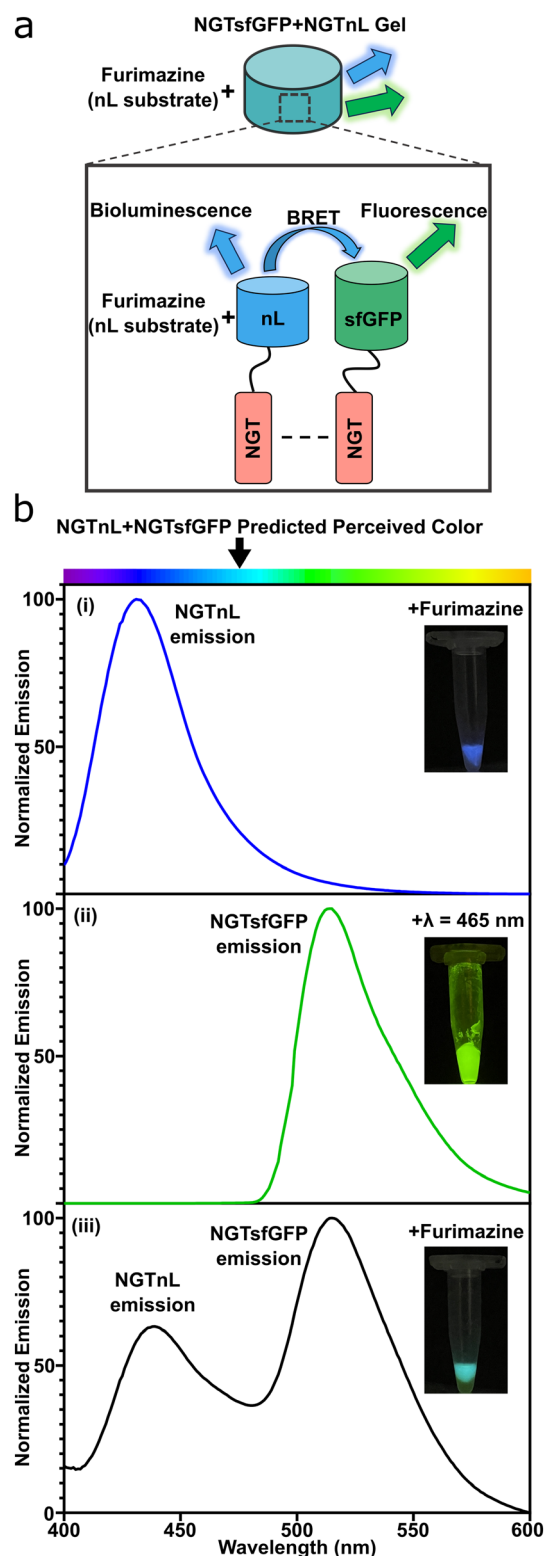 a
NGTsfGFP+NGTnL Gel
Furimazine
(nL substrate)
+
Bioluminescence
BRET
Fluorescence
Furimazine
(nL substrate)
+
nL
sfGFP
NGT
NGT
b
NGTnL+NGTsfGFP Predicted Perceived Color
(i)
NGTnL
emission
+Furimazine
100
50
Normalized Emission
(ii)
NGTsfGFP
emission
+λ = 465 nm
100
50
Normalized Emission
(iii)
NGTnL
emission
NGTsfGFP
emission
+Furimazine
100
50
0
Normalized Emission
400
450
500
550
600
Wavelength (nm)